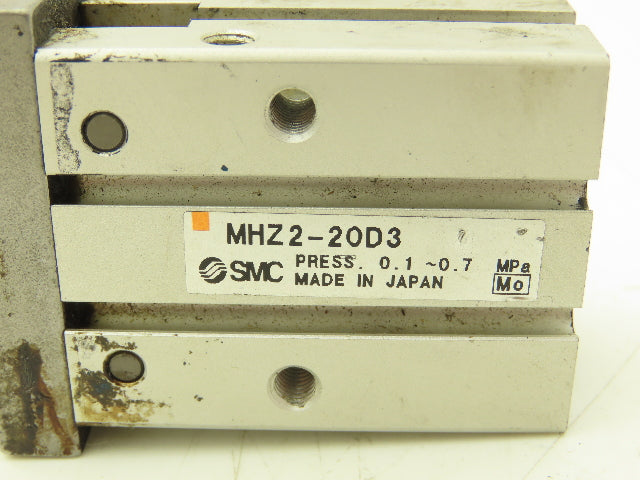 MHZ2-20D3
SMC PRESS. 0.1 ~0.7 MPa
MADE IN JAPAN Mo